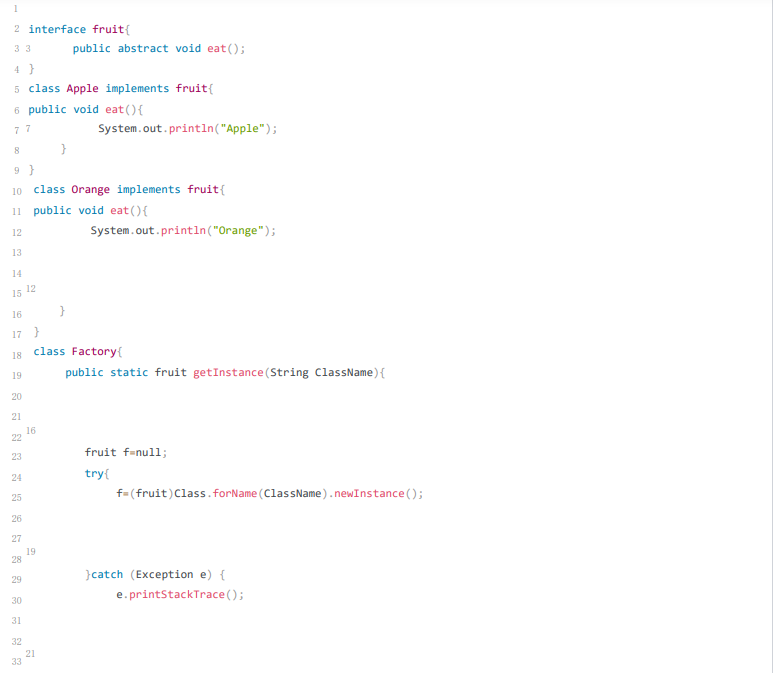 1
2 interface fruit{
3 3 public abstract void eat();
4 }
5 class Apple implements fruit{
6 public void eat(){
7 7 System.out.println("Apple");
8 }
9 }
10 class Orange implements fruit{
11 public void eat(){
12 System.out.println("Orange");
13
14
12
15
16 }
17 }
18 class Factory{
19 public static fruit getInstance(String ClassName){
20
21
16
22
23 fruit f=null;
24 try{
25 f=(fruit)Class.forName(ClassName).newInstance();
26
27
19
28
29 }catch (Exception e) {
30 e.printStackTrace();
31
32
21
33